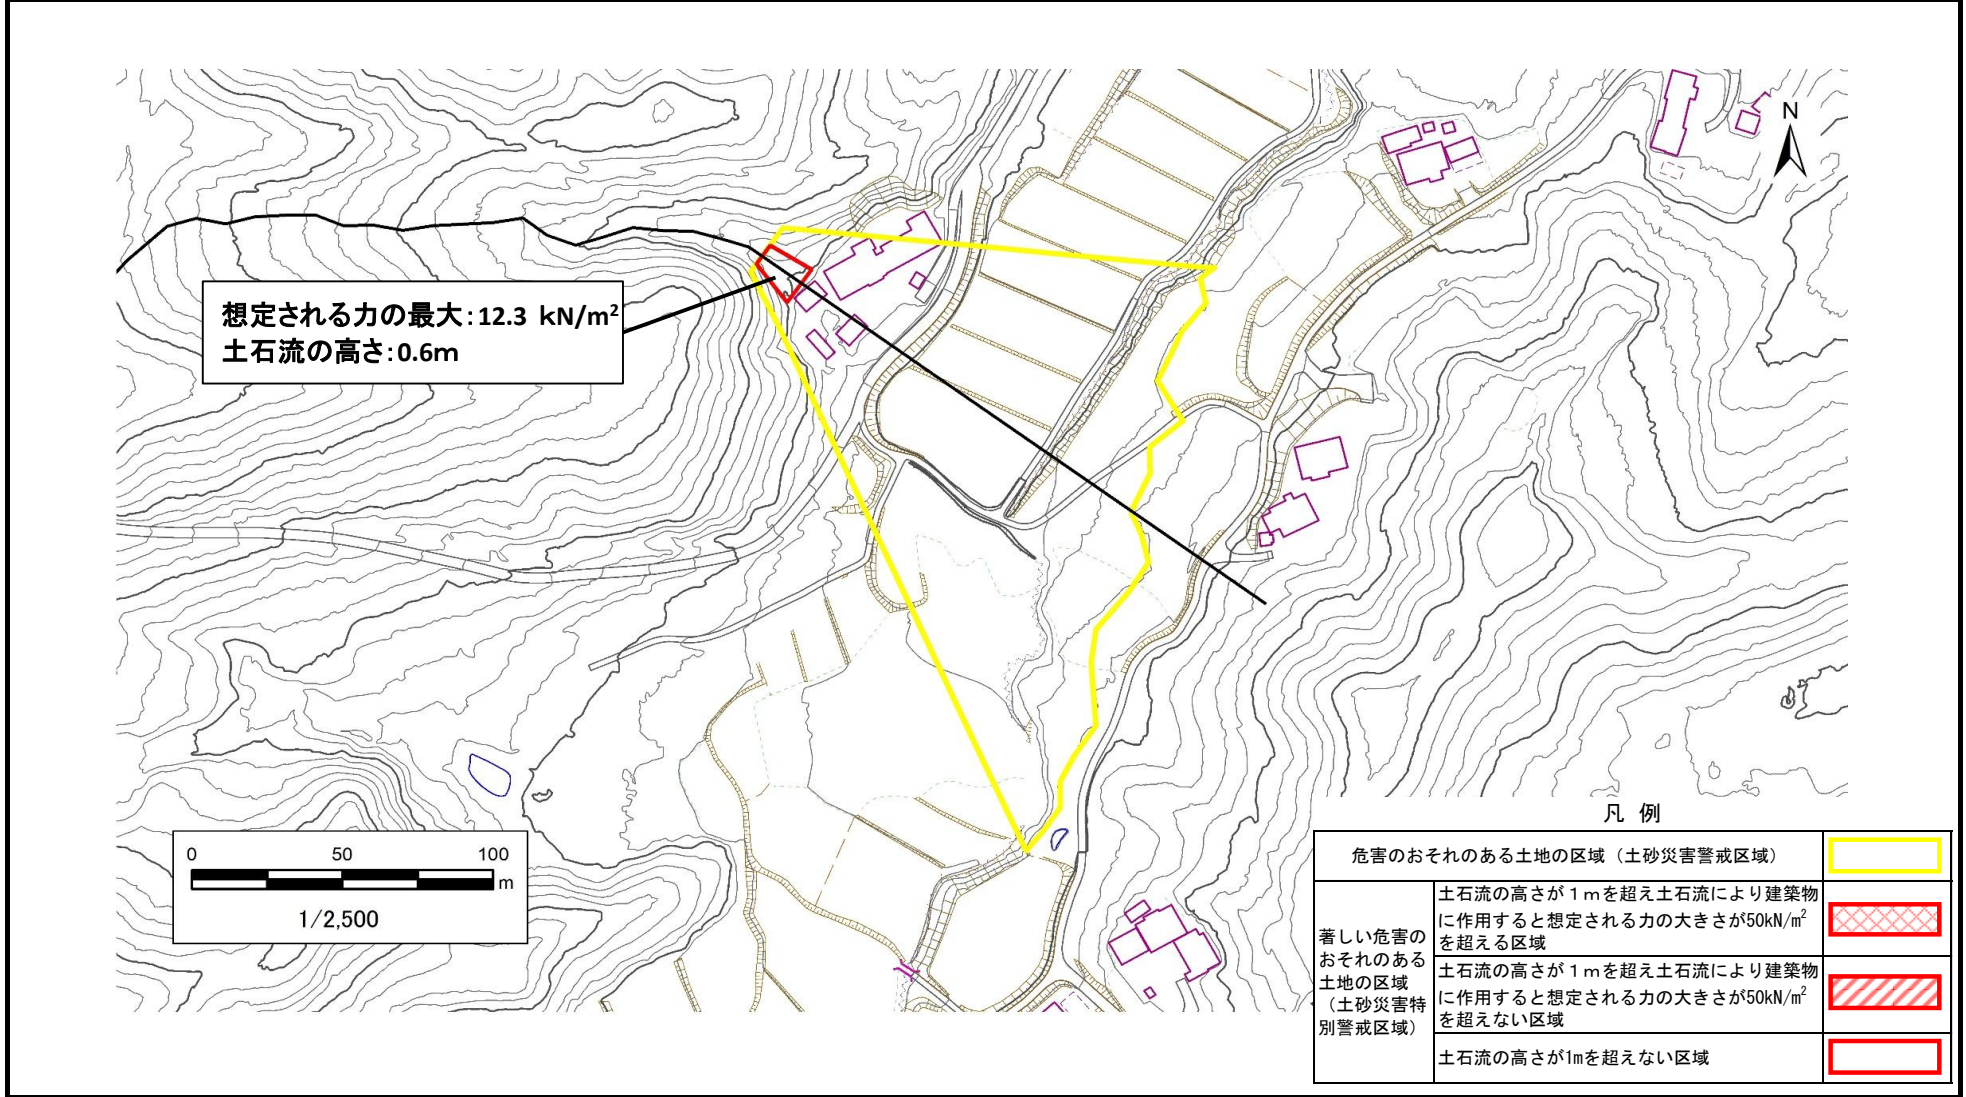 N
想定される力の最大:12.3 kN/m²
土石流の高さ:0.6m
0 50 100
m
1/2,500
凡 例
危害のおそれのある土地の区域（土砂災害警戒区域）
著しい危害の
おそれのある
土地の区域
（土砂災害特
別警戒区域）
土石流の高さが１ｍを超え土石流により建築物
に作用すると想定される力の大きさが50kN/㎡
を超える区域
土石流の高さが１ｍを超え土石流により建築物
に作用すると想定される力の大きさが50kN/㎡
を超えない区域
土石流の高さが1mを超えない区域